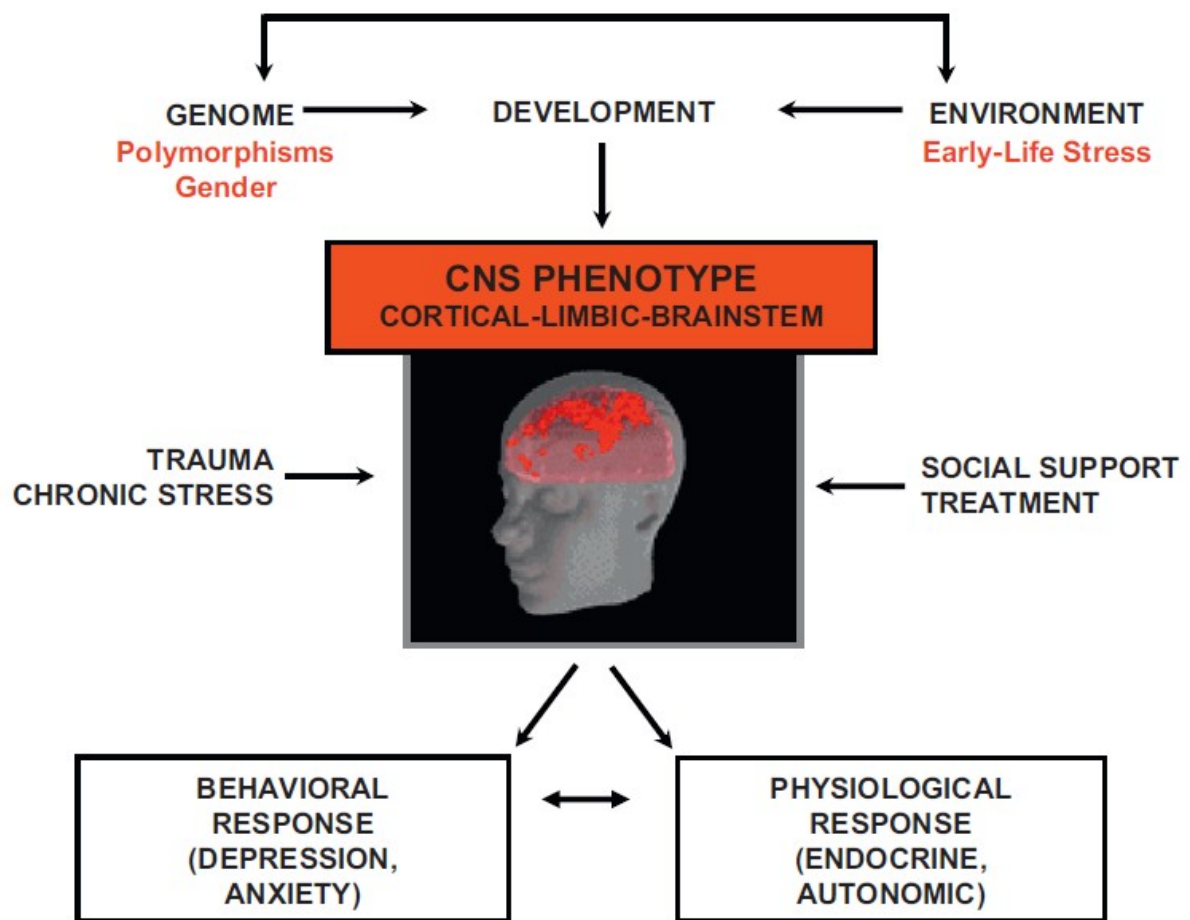 GENOME
Polymorphisms
Gender
DEVELOPMENT
ENVIRONMENT
Early-Life Stress
CNS PHENOTYPE
CORTICAL-LIMBIC-BRAINSTEM
TRAUMA
CHRONIC STRESS
SOCIAL SUPPORT
TREATMENT
BEHAVIORAL
RESPONSE
(DEPRESSION,
ANXIETY)
PHYSIOLOGICAL
RESPONSE
(ENDOCRINE,
AUTONOMIC)